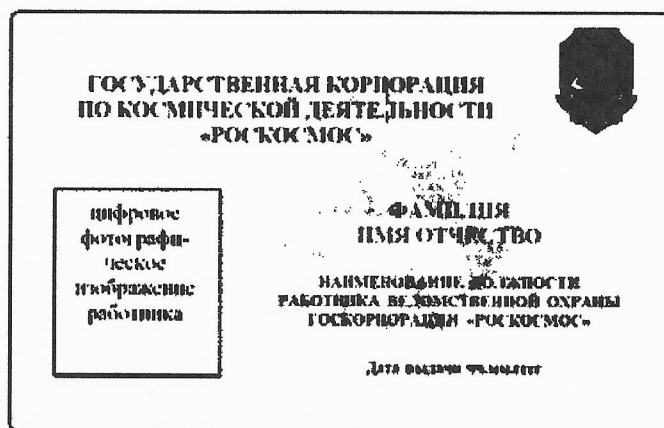 ГОСУДАРСТВЕННАЯ КОРПОРАЦИЯ
ПО КОСМИЧЕСКОЙ ДЕЯТЕЛЬНОСТИ
«РОСКОСМОС»
цифровое
фотографи-
ческое
изображение
работника
ФАМИЛИЯ
ИМЯ ОТЧЕСТВО
НАИМЕНОВАНИЕ ДОЛЖНОСТИ
РАБОТНИКА ВЕДОМСТВЕННОЙ ОХРАНЫ
ГОСКОРПОРАЦИИ «РОСКОСМОС»
Дата выдачи